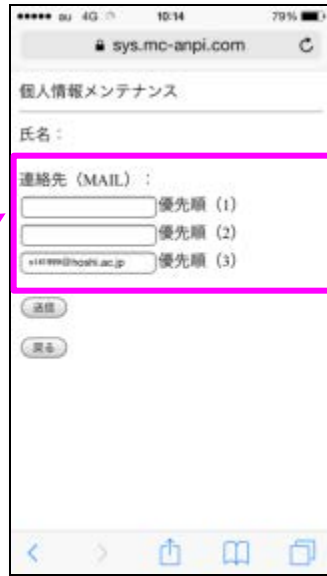 au 4G 10:14 79%
sys.mc-anpi.com
個人情報メンテナンス
氏名：
連絡先（MAIL）：
優先順（1）
優先順（2）
@hoshi.ac.jp 優先順（3）
送信
戻る